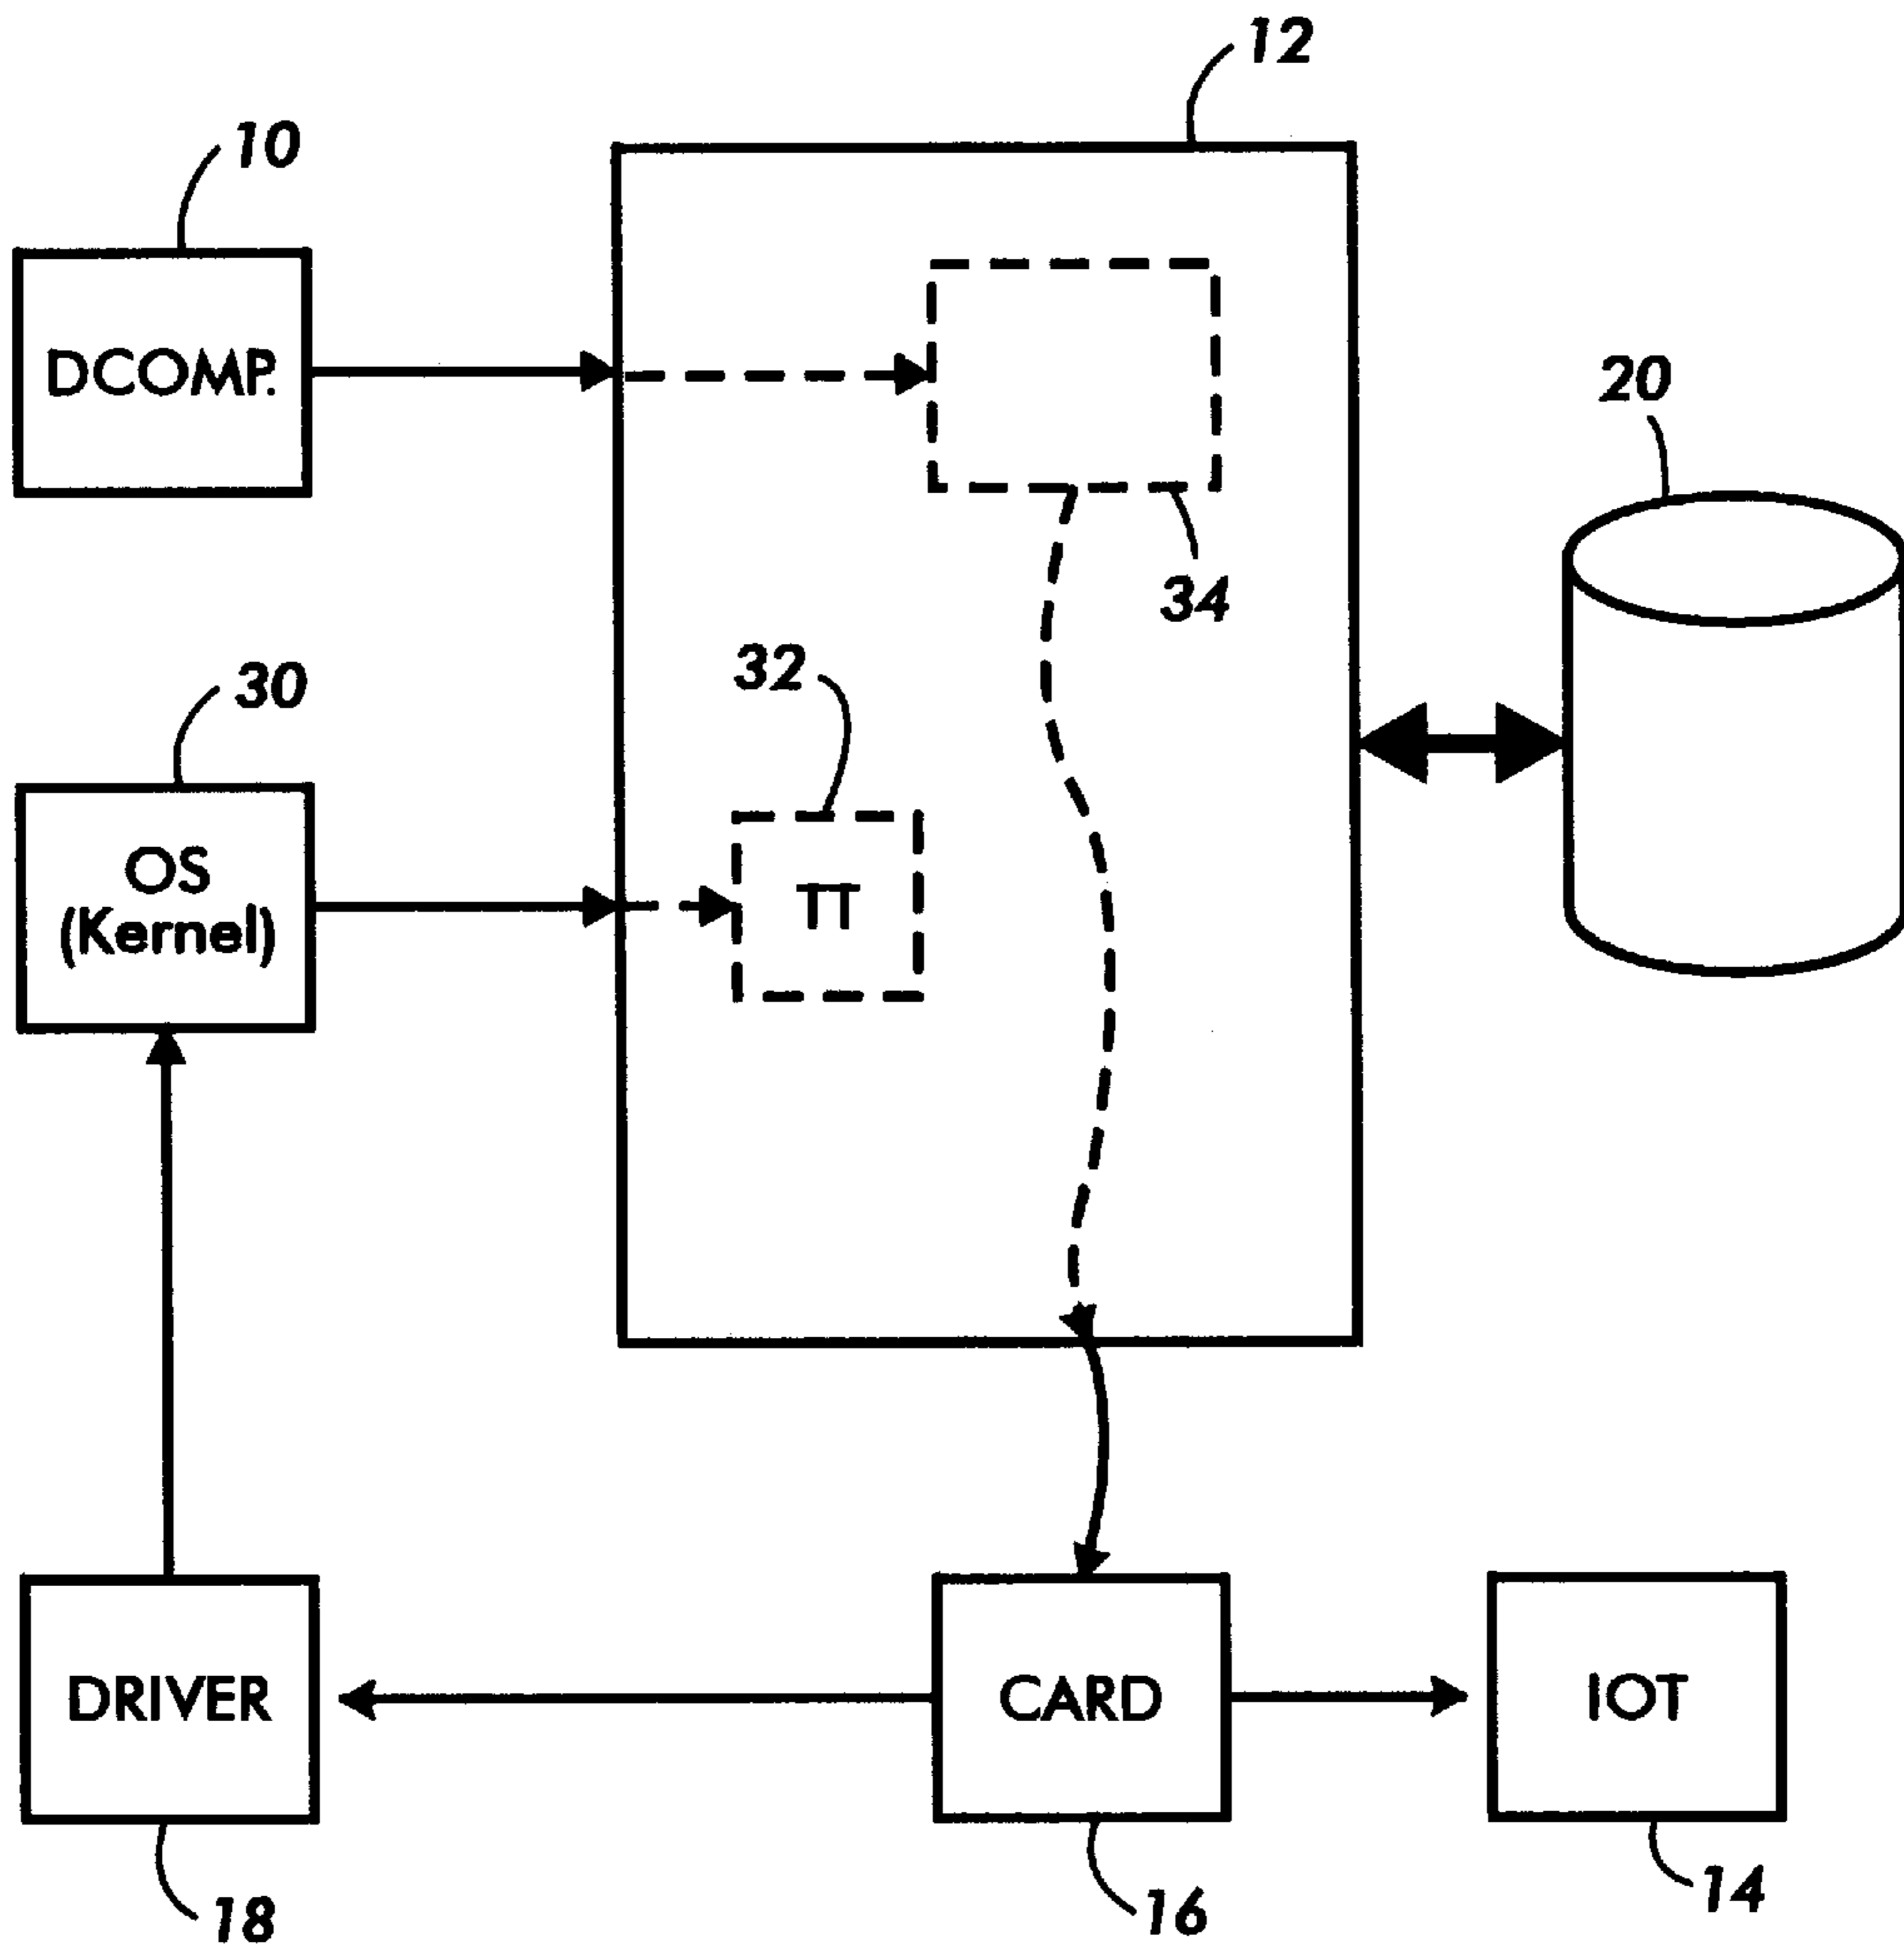 12
10
DCOMP.
20
34
32
30
OS
(Kernel)
TT
DRIVER
CARD
IOT
18
16
14